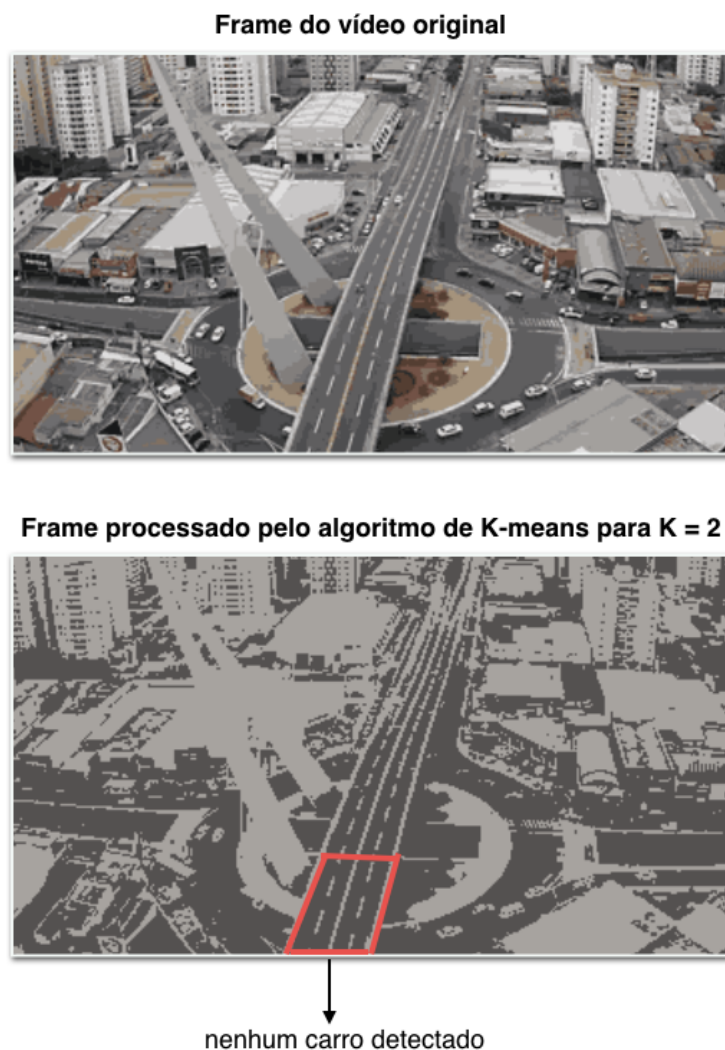 Frame do vídeo original
Frame processado pelo algoritmo de K-means para K = 2
nenhum carro detectado